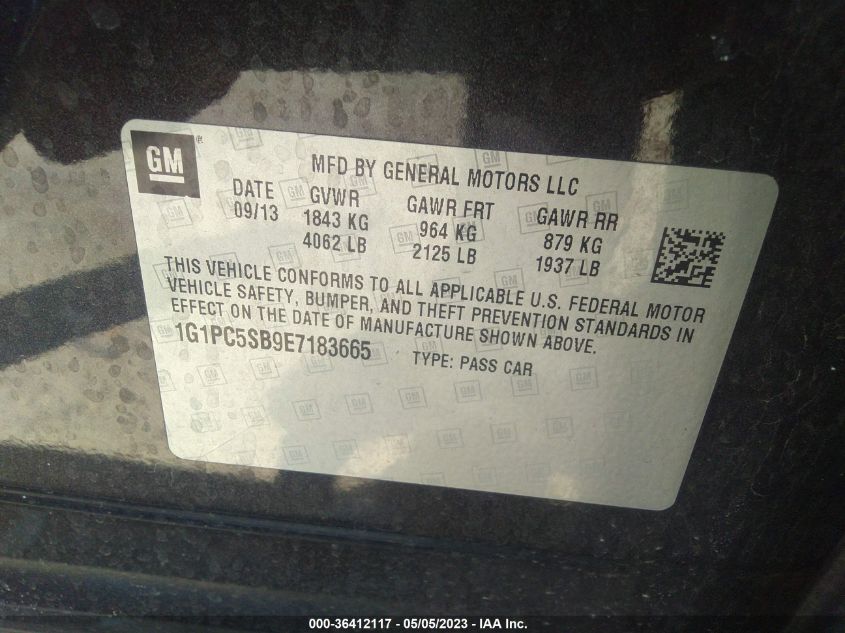 GM ®
MFD BY GENERAL MOTORS LLC
DATE GVWR GAWR FRT GAWR RR
09/13 1843 KG 964 KG 879 KG
4062 LB 2125 LB 1937 LB
THIS VEHICLE CONFORMS TO ALL APPLICABLE U.S. FEDERAL MOTOR
VEHICLE SAFETY, BUMPER, AND THEFT PREVENTION STANDARDS IN
EFFECT ON THE DATE OF MANUFACTURE SHOWN ABOVE.
1G1PC5SB9E7183665 TYPE: PASS CAR
000-36412117 - 05/05/2023 - IAA Inc.